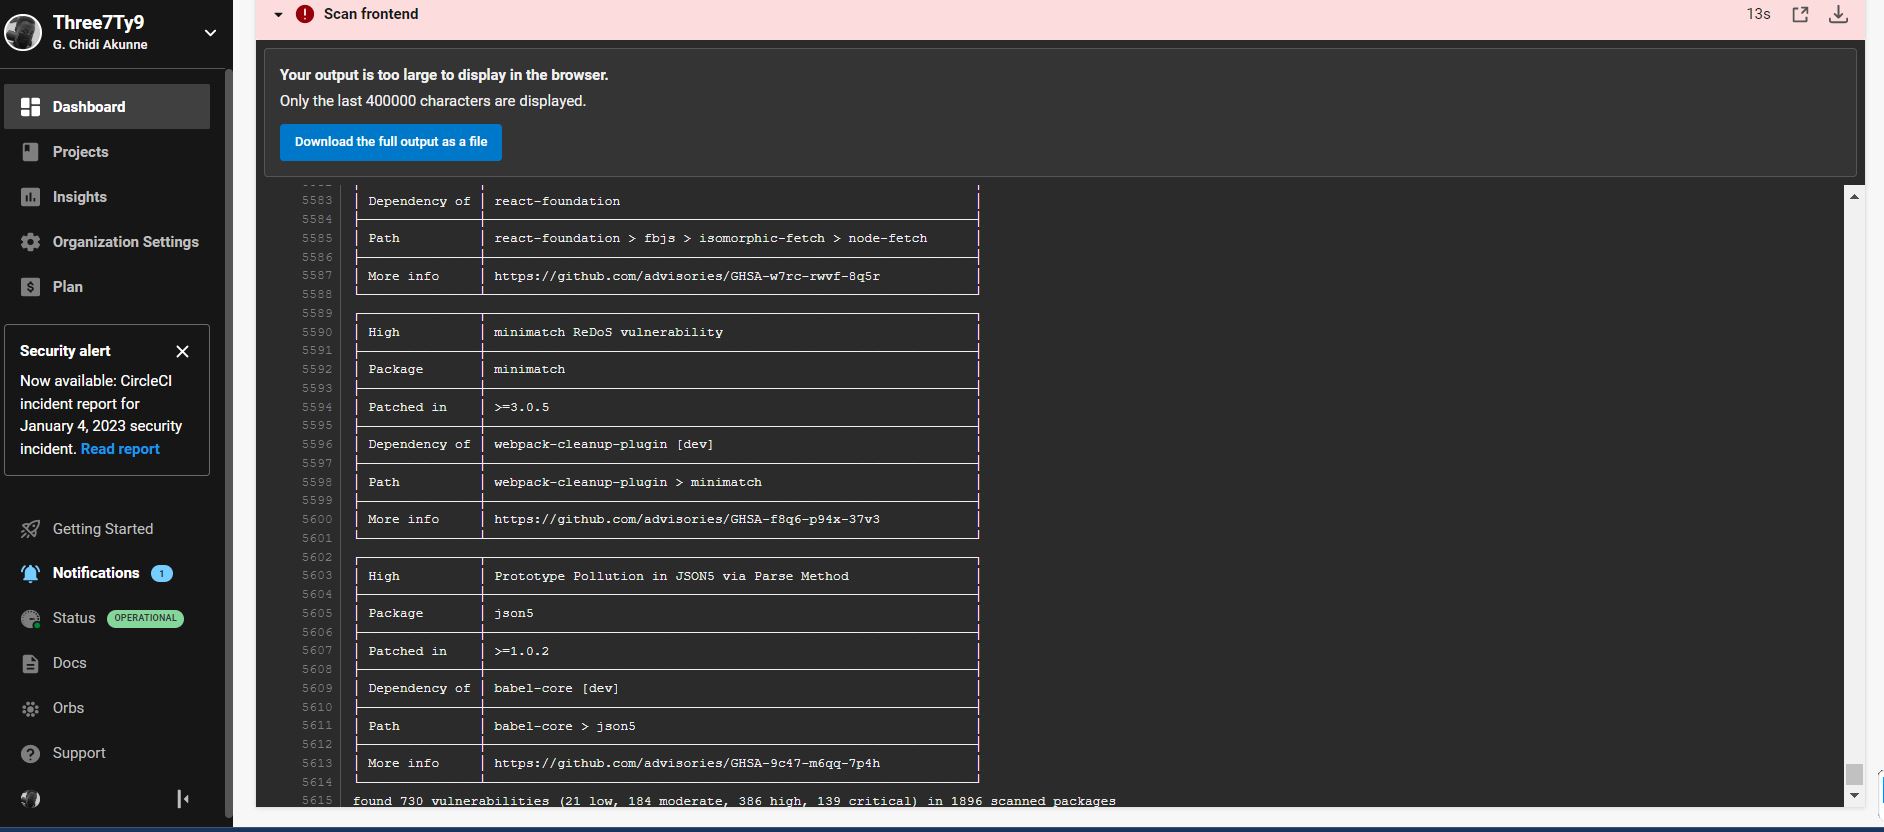 Three7Ty9
G. Chidi Akunne
Dashboard
Projects
Insights
Organization Settings
Plan
Security alert
Now available: CircleCI
incident report for
January 4, 2023 security
incident. Read report
Getting Started
Notifications 1
Status OPERATIONAL
Docs
Orbs
Support
Scan frontend 13s
Your output is too large to display in the browser.
Only the last 400000 characters are displayed.
Download the full output as a file
5583 Dependency of react-foundation
5584
5585 Path react-foundation > fbjs > isomorphic-fetch > node-fetch
5586
5587 More info https://github.com/advisories/GHSA-w7rc-rwvf-8q5r
5588
5589
5590 High minimatch ReDoS vulnerability
5591
5592 Package minimatch
5593
5594 Patched in >=3.0.5
5595
5596 Dependency of webpack-cleanup-plugin [dev]
5597
5598 Path webpack-cleanup-plugin > minimatch
5599
5600 More info https://github.com/advisories/GHSA-f8q6-p94x-37v3
5601
5602
5603 High Prototype Pollution in JSON5 via Parse Method
5604
5605 Package json5
5606
5607 Patched in >=1.0.2
5608
5609 Dependency of babel-core [dev]
5610
5611 Path babel-core > json5
5612
5613 More info https://github.com/advisories/GHSA-9c47-m6qq-7p4h
5614
5615 found 730 vulnerabilities (21 low, 184 moderate, 386 high, 139 critical) in 1896 scanned packages